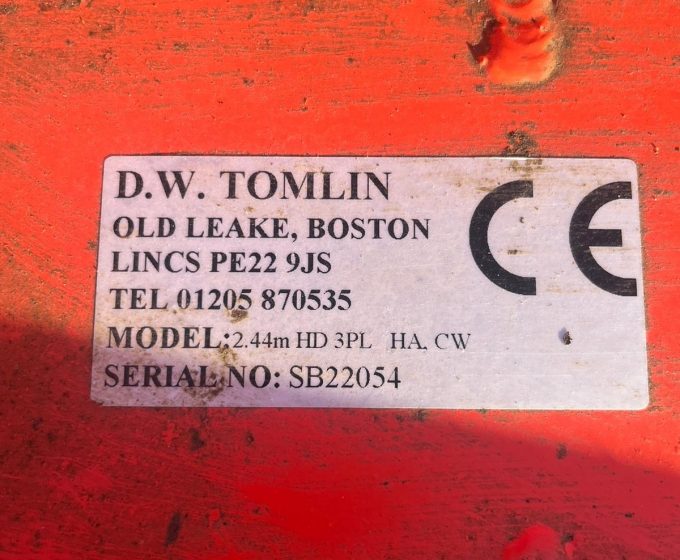 D.W. TOMLIN
OLD LEAKE, BOSTON
LINCS PE22 9JS
TEL 01205 870535
MODEL: 2.44m HD 3PL HA, CW
SERIAL NO: SB22054
CE